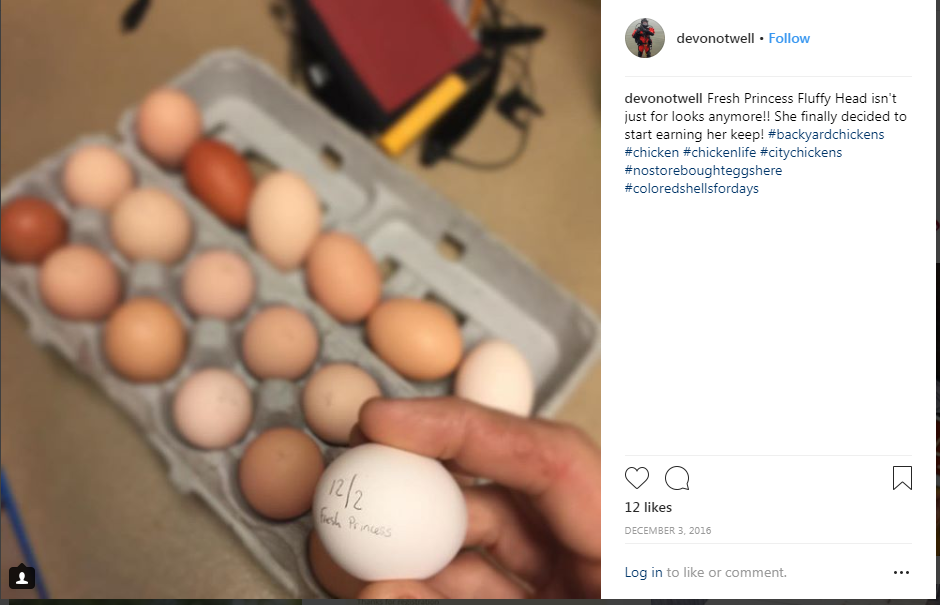 devonotwell • Follow
devonotwell Fresh Princess Fluffy Head isn't
just for looks anymore!! She finally decided to
start earning her keep! #backyardchickens
#chicken #chickenlife #citychickens
#nostoreboughteggshere
#coloredshellsfordays
12/2
Fresh Princess
12 likes
DECEMBER 3, 2016
Log in to like or comment.